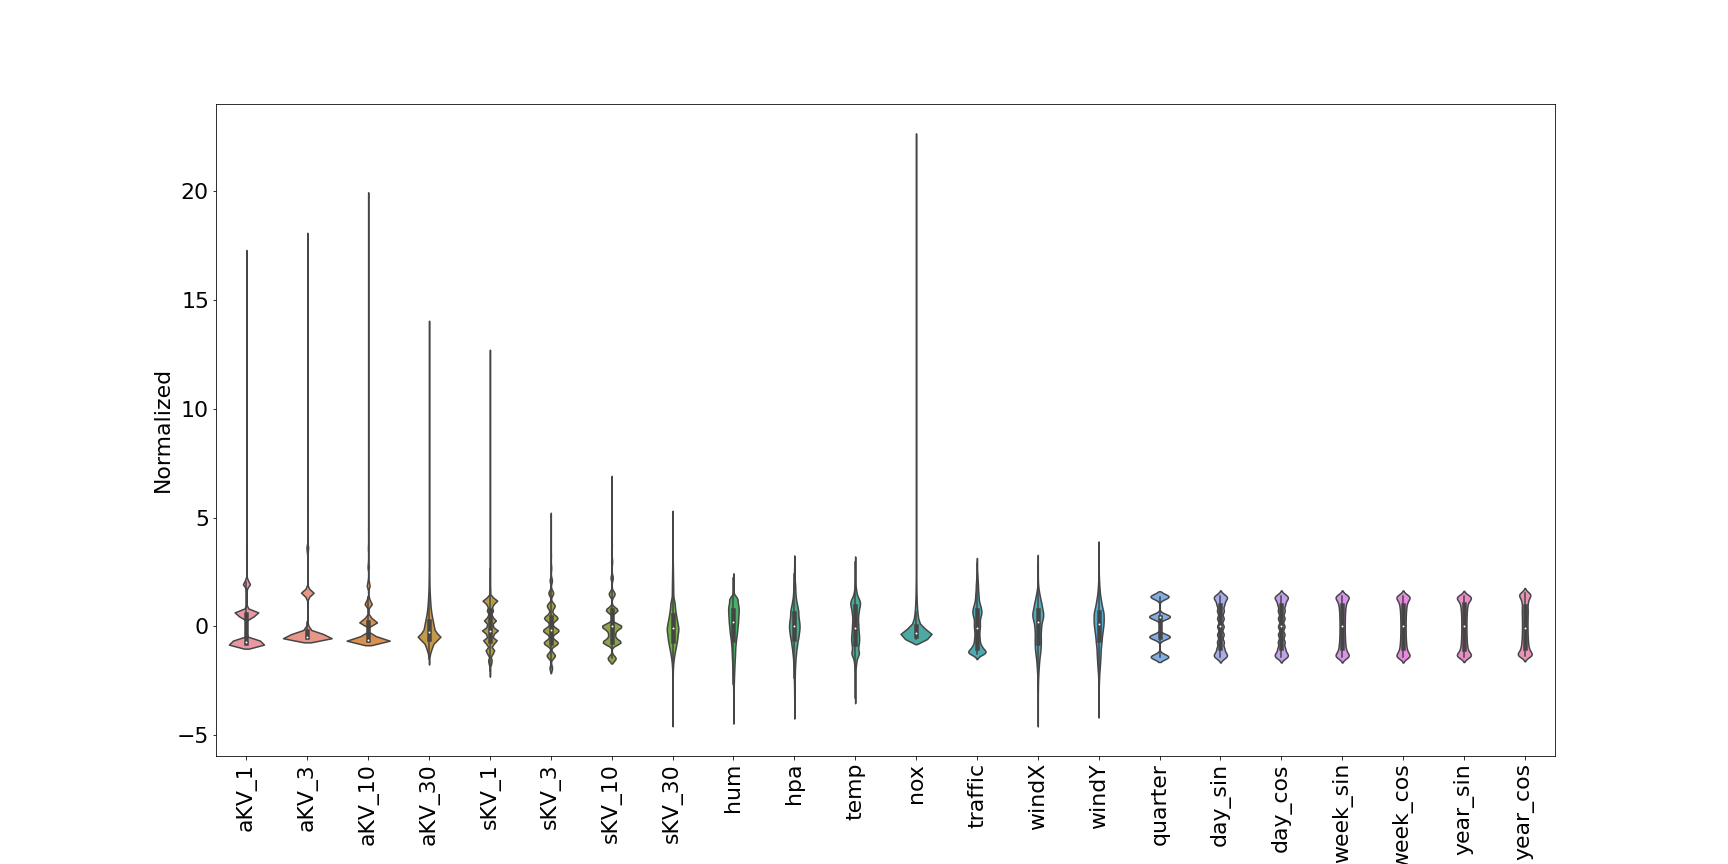 Normalized
20
15
10
5
0
−5
aKV_1
aKV_3
aKV_10
aKV_30
sKV_1
sKV_3
sKV_10
sKV_30
hum
hpa
temp
nox
traffic
windX
windY
quarter
day_sin
day_cos
week_sin
week_cos
year_sin
year_cos